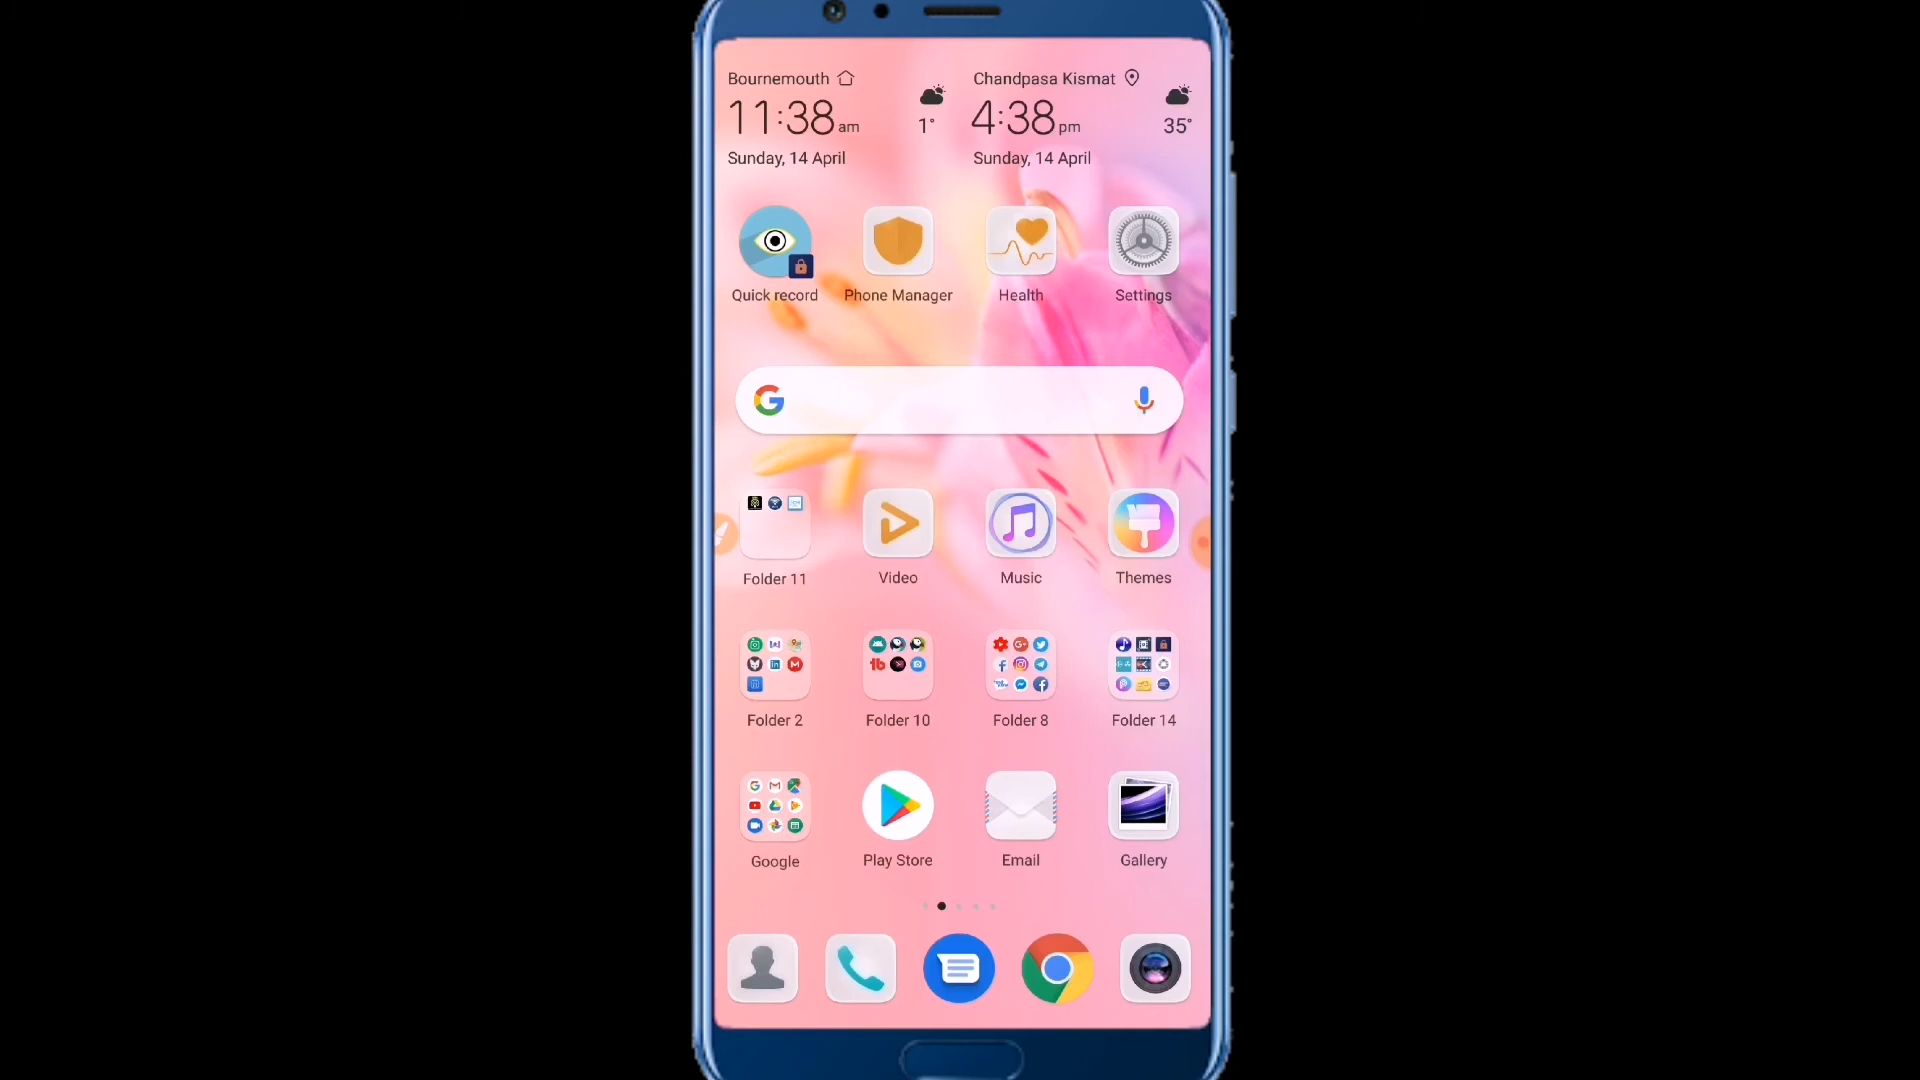 Bournemouth
Chandpasa Kismat
11:38 am
1°
4:38 pm
35°
Sunday, 14 April
Sunday, 14 April
Quick record
Phone Manager
Health
Settings
Folder 11
Video
Music
Themes
Folder 2
Folder 10
Folder 8
Folder 14
Google
Play Store
Email
Gallery